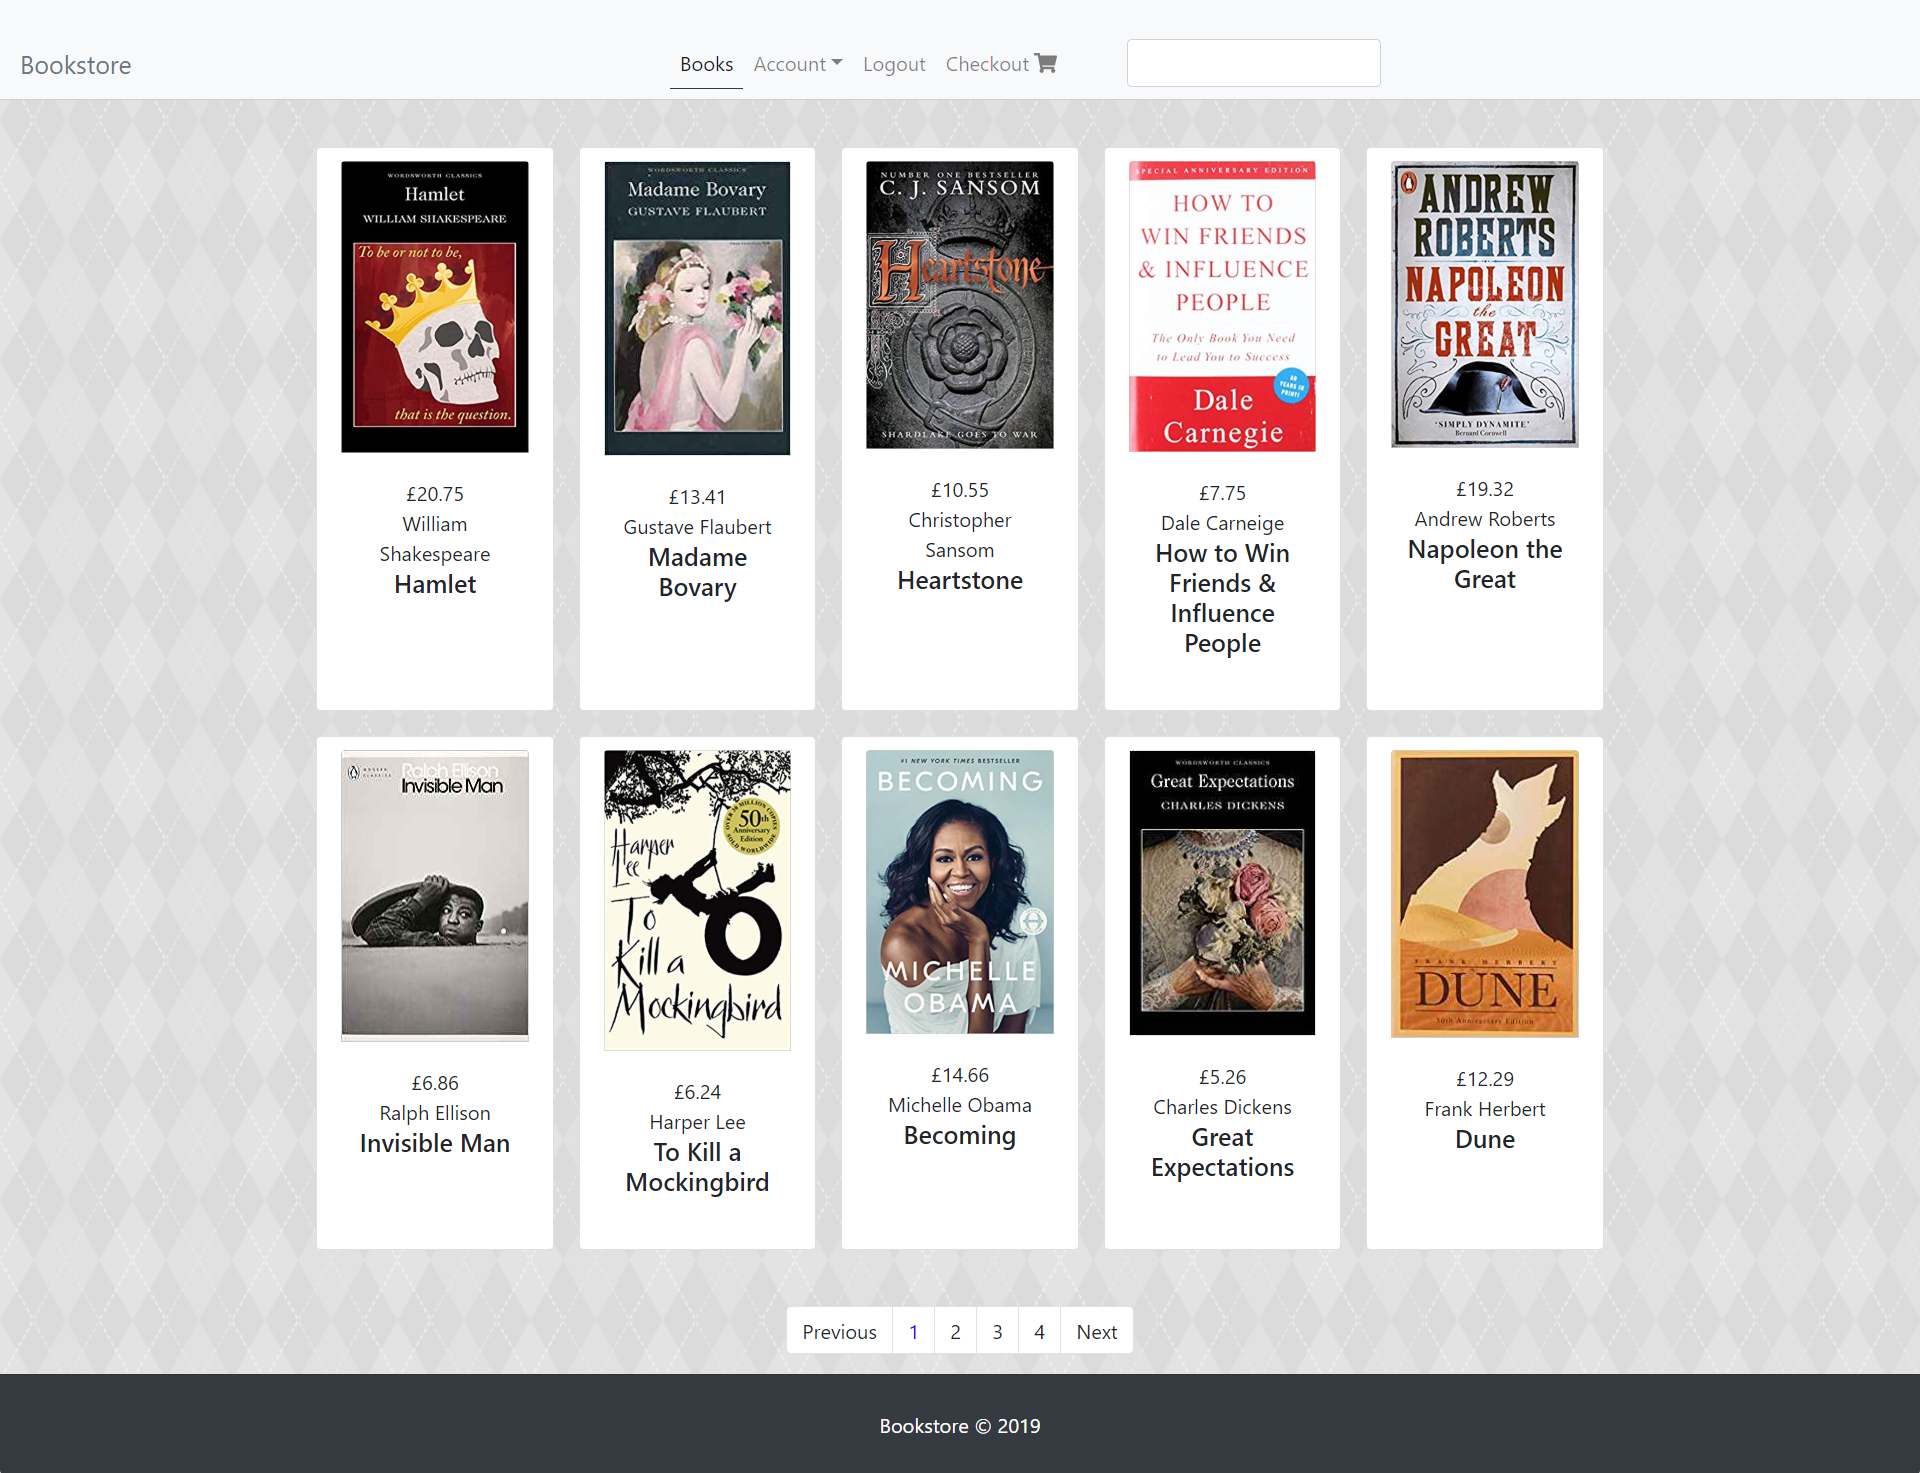 Bookstore
Books
Account
Logout
Checkout
WORDSWORTH CLASSICS
Hamlet
WILLIAM SHAKESPEARE
To be or not to be,
that is the question.
£20.75
William
Shakespeare
Hamlet
WORDSWORTH CLASSICS
Madame Bovary
GUSTAVE FLAUBERT
£13.41
Gustave Flaubert
Madame
Bovary
NUMBER ONE BESTSELLER
C. J. SANSOM
Heartstone
SHARDLAKE GOES TO WAR
£10.55
Christopher
Sansom
Heartstone
SPECIAL ANNIVERSARY EDITION
HOW TO
WIN FRIENDS
& INFLUENCE
PEOPLE
The Only Book You Need
to Lead You to Success
80
YEARS IN
PRINT!
Dale
Carnegie
£7.75
Dale Carneige
How to Win
Friends &
Influence
People
ANDREW
ROBERTS
NAPOLEON
the
GREAT
'SIMPLY DYNAMITE'
Bernard Cornwell
£19.32
Andrew Roberts
Napoleon the
Great
MODERN
CLASSICS
Ralph Ellison
Invisible Man
£6.86
Ralph Ellison
Invisible Man
50th
Anniversary
Edition
Harper
Lee
To
Kill a
Mockingbird
£6.24
Harper Lee
To Kill a
Mockingbird
#1 NEW YORK TIMES BESTSELLER
BECOMING
MICHELLE
OBAMA
£14.66
Michelle Obama
Becoming
WORDSWORTH CLASSICS
Great Expectations
CHARLES DICKENS
£5.26
Charles Dickens
Great
Expectations
FRANK HERBERT
DUNE
50th Anniversary Edition
£12.29
Frank Herbert
Dune
Previous
1
2
3
4
Next
Bookstore © 2019